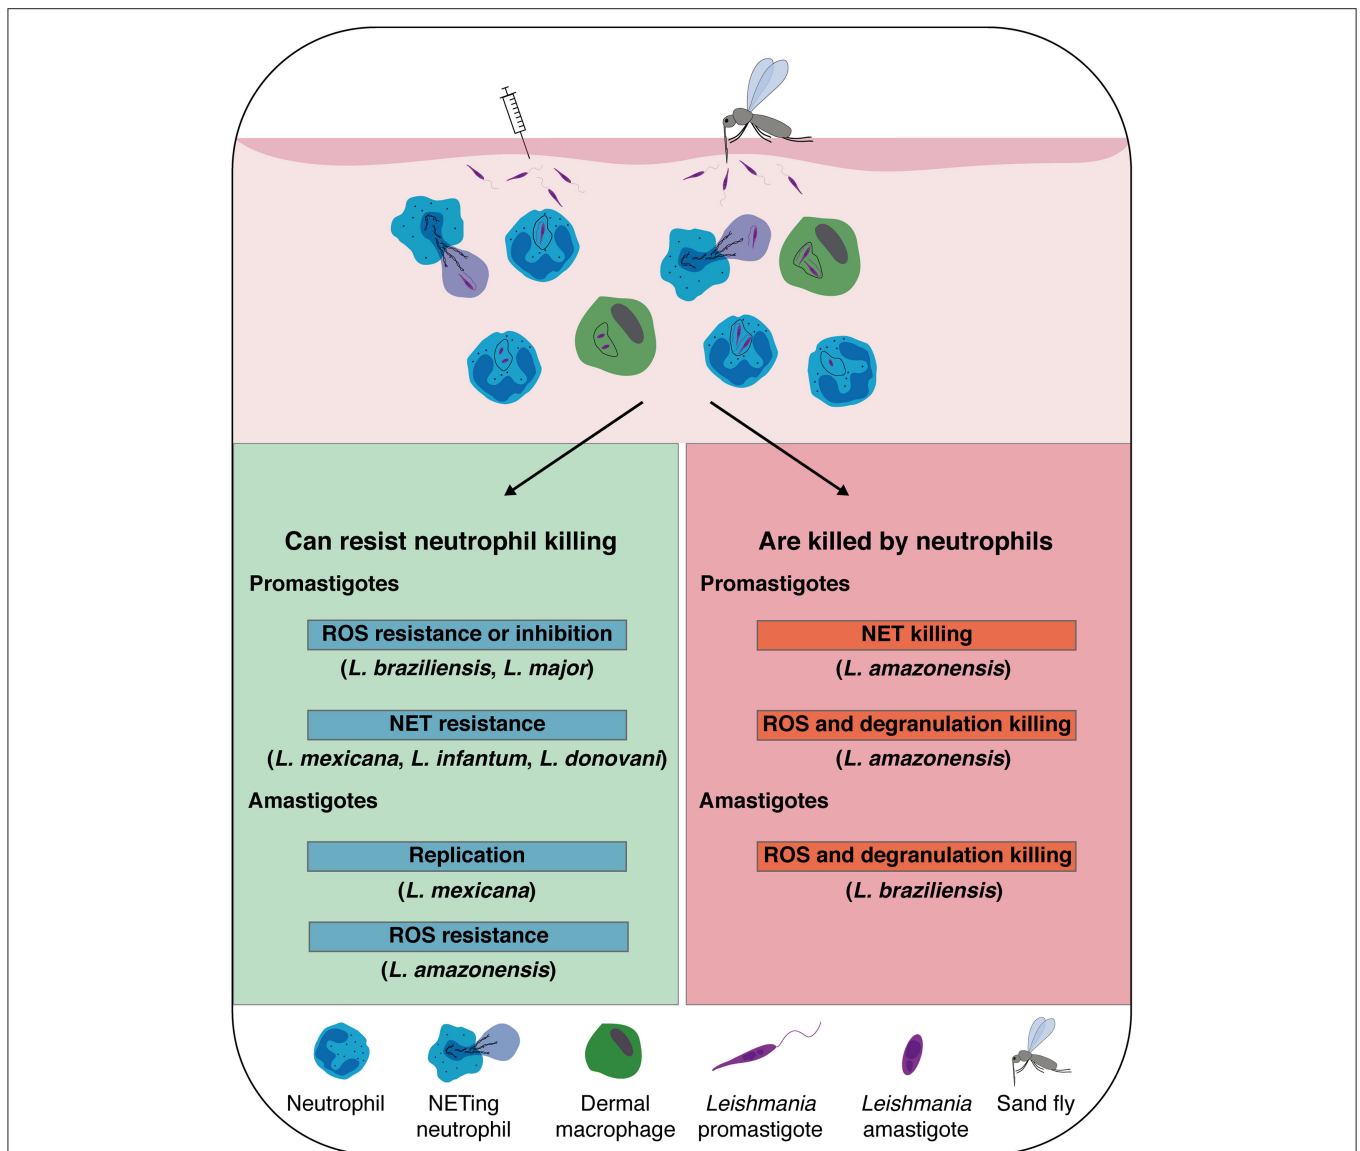 Can resist neutrophil killing
Promastigotes
ROS resistance or inhibition
(L. braziliensis, L. major)
NET resistance
(L. mexicana, L. infantum, L. donovani)
Amastigotes
Replication
(L. mexicana)
ROS resistance
(L. amazonensis)
Are killed by neutrophils
Promastigotes
NET killing
(L. amazonensis)
ROS and degranulation killing
(L. amazonensis)
Amastigotes
ROS and degranulation killing
(L. braziliensis)
Neutrophil
NETing
neutrophil
Dermal
macrophage
Leishmania
promastigote
Leishmania
amastigote
Sand fly